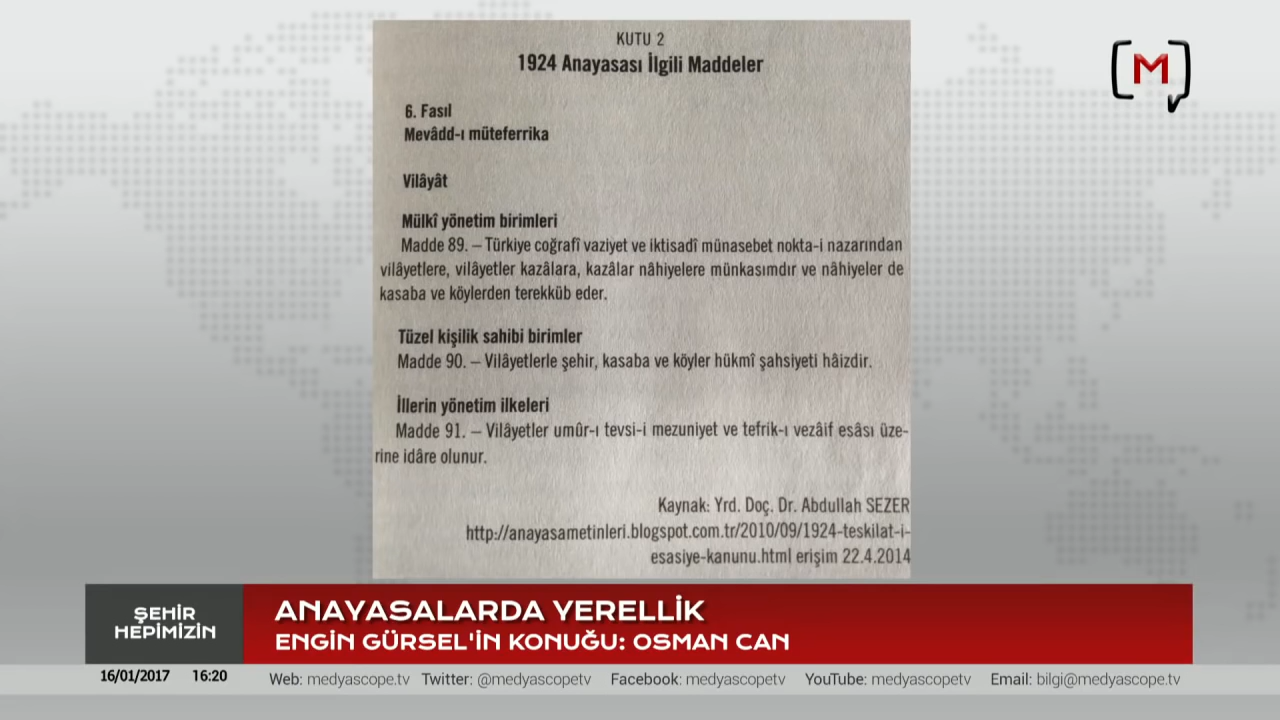 KUTU 2
1924 Anayasası İlgili Maddeler
6. Fasıl
Mevâdd-ı müteferrika
Vilâyât
Mülkî yönetim birimleri
Madde 89. – Türkiye coğrafî vaziyet ve iktisadî münasebet nokta-i nazarından
vilâyetlere, vilâyetler kazâlara, kazâlar nâhiyelere münkasımdır ve nâhiyeler de
kasaba ve köylerden terekküb eder.
Tüzel kişilik sahibi birimler
Madde 90. – Vilâyetlerle şehir, kasaba ve köyler hükmî şahsiyeti hâizdir.
İllerin yönetim ilkeleri
Madde 91. – Vilâyetler umûr-ı tevsi-i mezuniyet ve tefrik-ı vezâif esâsı üze-
rine idâre olunur.
Kaynak: Yrd. Doç. Dr. Abdullah SEZER
http://anayasametinleri.blogspot.com.tr/2010/09/1924-teskilat-i-
esasiye-kanunu.html erişim 22.4.2014
M
ŞEHİR
HEPİMİZİN
ANAYASALARDA YERELLİK
ENGİN GÜRSEL'İN KONUĞU: OSMAN CAN
16/01/2017 16:20 Web: medyascope.tv Twitter: @medyascopetv Facebook: medyascopetv YouTube: medyascopetv Email: bilgi@medyascope.tv